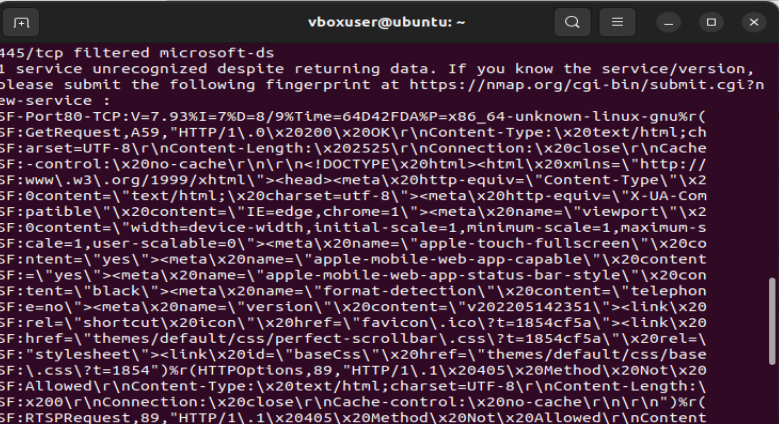 vboxuser@ubuntu: ~
445/tcp filtered microsoft-ds
1 service unrecognized despite returning data. If you know the service/version,
please submit the following fingerprint at https://nmap.org/cgi-bin/submit.cgi?n
ew-service :
SF-Port80-TCP:V=7.93%I=7%D=8/9%Time=64D42FDA%P=x86_64-unknown-linux-gnu%r(
SF:GetRequest,A59,"HTTP/1\.0\x20200\x20OK\r\nContent-Type:\x20text/html;ch
SF:arset=UTF-8\r\nContent-Length:\x202525\r\nConnection:\x20close\r\nCache
SF:-control:\x20no-cache\r\n\r\n<!DOCTYPE\x20html><html\x20xmlns=\"http://
SF:www\.w3\.org/1999/xhtml\"><head><meta\x20http-equiv=\"Content-Type\"\x2
SF:0content=\"text/html;\x20charset=utf-8\"><meta\x20http-equiv=\"X-UA-Com
SF:patible\"\x20content=\"IE=edge,chrome=1\"><meta\x20name=\"viewport\"\x2
SF:0content=\"width=device-width,initial-scale=1,minimum-scale=1,maximum-s
SF:cale=1,user-scalable=0\"><meta\x20name=\"apple-touch-fullscreen\"\x20co
SF:ntent=\"yes\"><meta\x20name=\"apple-mobile-web-app-capable\"\x20content
SF:=\"yes\"><meta\x20name=\"apple-mobile-web-app-status-bar-style\"\x20con
SF:tent=\"black\"><meta\x20name=\"format-detection\"\x20content=\"telephon
SF:e=no\"><meta\x20name=\"version\"\x20content=\"v202205142351\"><link\x20
SF:rel=\"shortcut\x20icon\"\x20href=\"favicon\.ico\?t=1854cf5a\"><link\x20
SF:href=\"themes/default/css/perfect-scrollbar\.css\?t=1854cf5a\"\x20rel=\
SF:"stylesheet\"><link\x20id=\"baseCss\"\x20href=\"themes/default/css/base
SF:\.css\?t=1854")%r(HTTPOptions,89,"HTTP/1\.1\x20405\x20Method\x20Not\x20
SF:Allowed\r\nContent-Type:\x20text/html;charset=UTF-8\r\nContent-Length:\
SF:x200\r\nConnection:\x20close\r\nCache-control:\x20no-cache\r\n\r\n")%r(
SF:RTSPRequest,89,"HTTP/1\.1\x20405\x20Method\x20Not\x20Allowed\r\nContent